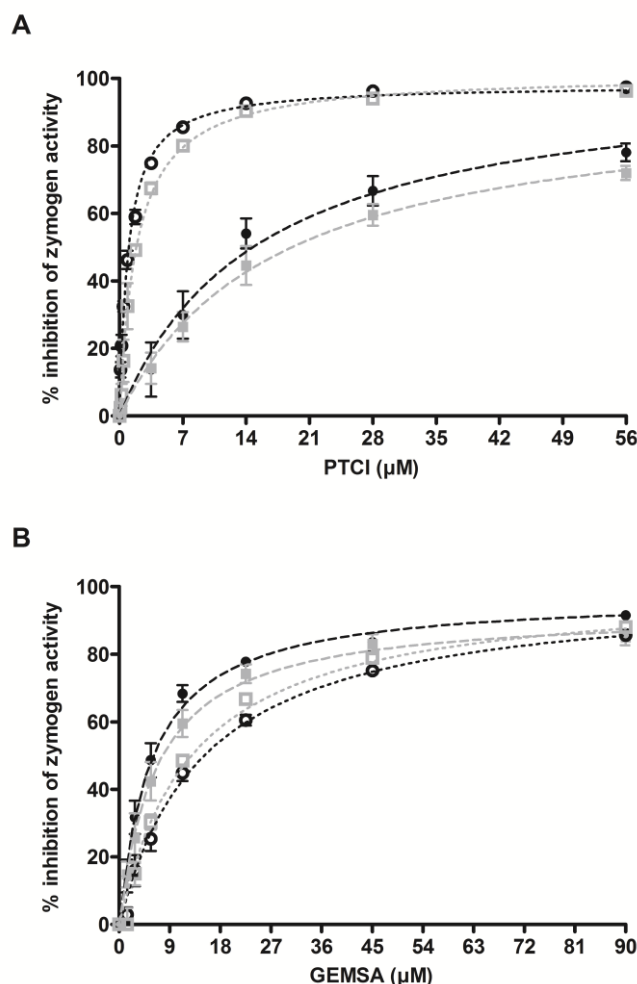 A
% inhibition of zymogen activity
100
80
60
40
20
0
0 7 14 21 28 35 42 49 56
PTCI (µM)
B
% inhibition of zymogen activity
100
80
60
40
20
0
0 9 18 27 36 45 54 63 72 81 90
GEMSA (µM)